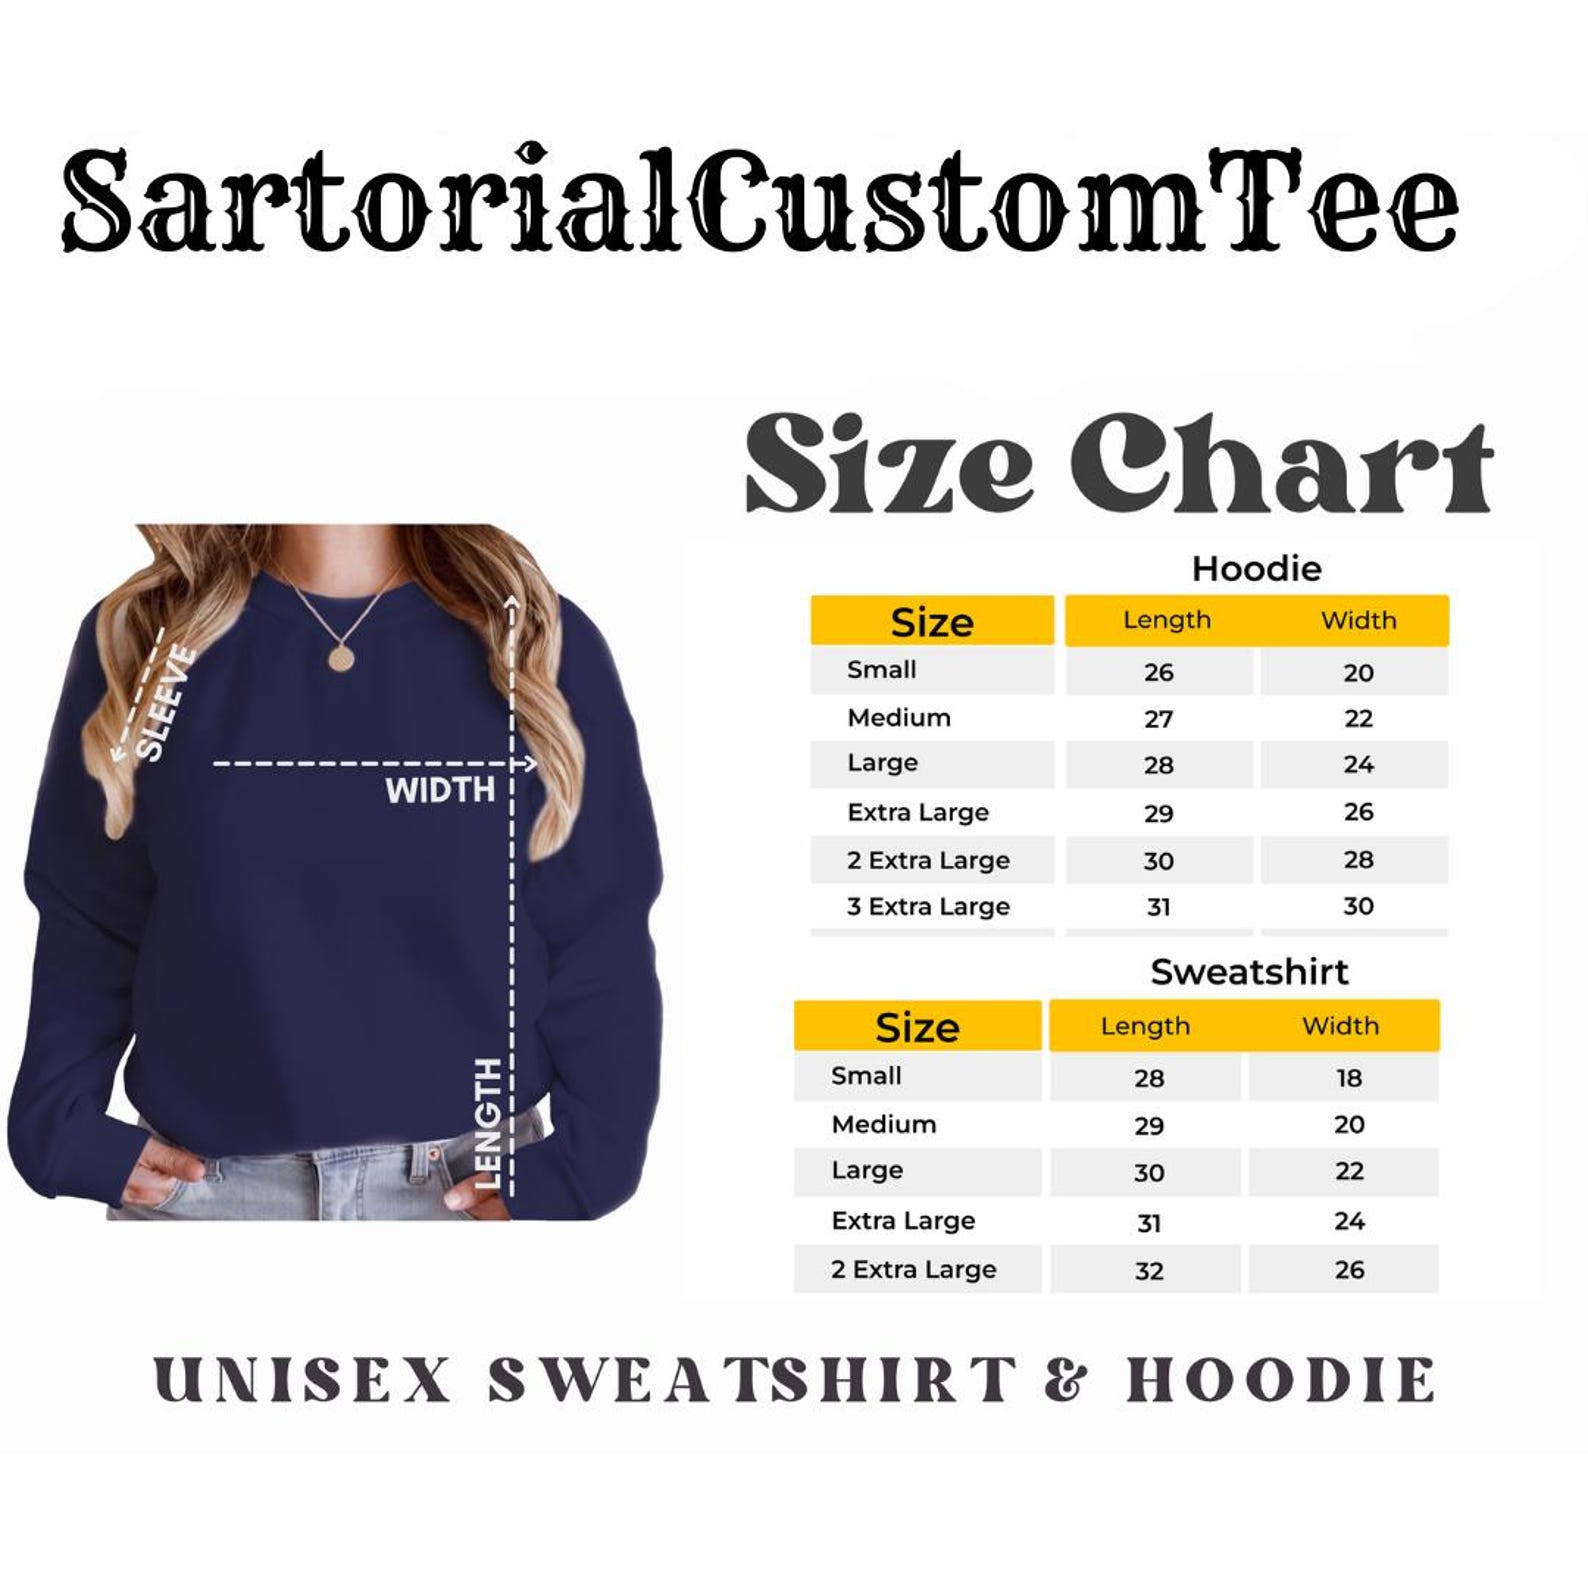 SartorialCustomTee
Size Chart
SLEEVE
WIDTH
LENGTH
Hoodie
Size Length Width
Small 26 20
Medium 27 22
Large 28 24
Extra Large 29 26
2 Extra Large 30 28
3 Extra Large 31 30
Sweatshirt
Size Length Width
Small 28 18
Medium 29 20
Large 30 22
Extra Large 31 24
2 Extra Large 32 26
UNISEX SWEATSHIRT & HOODIE